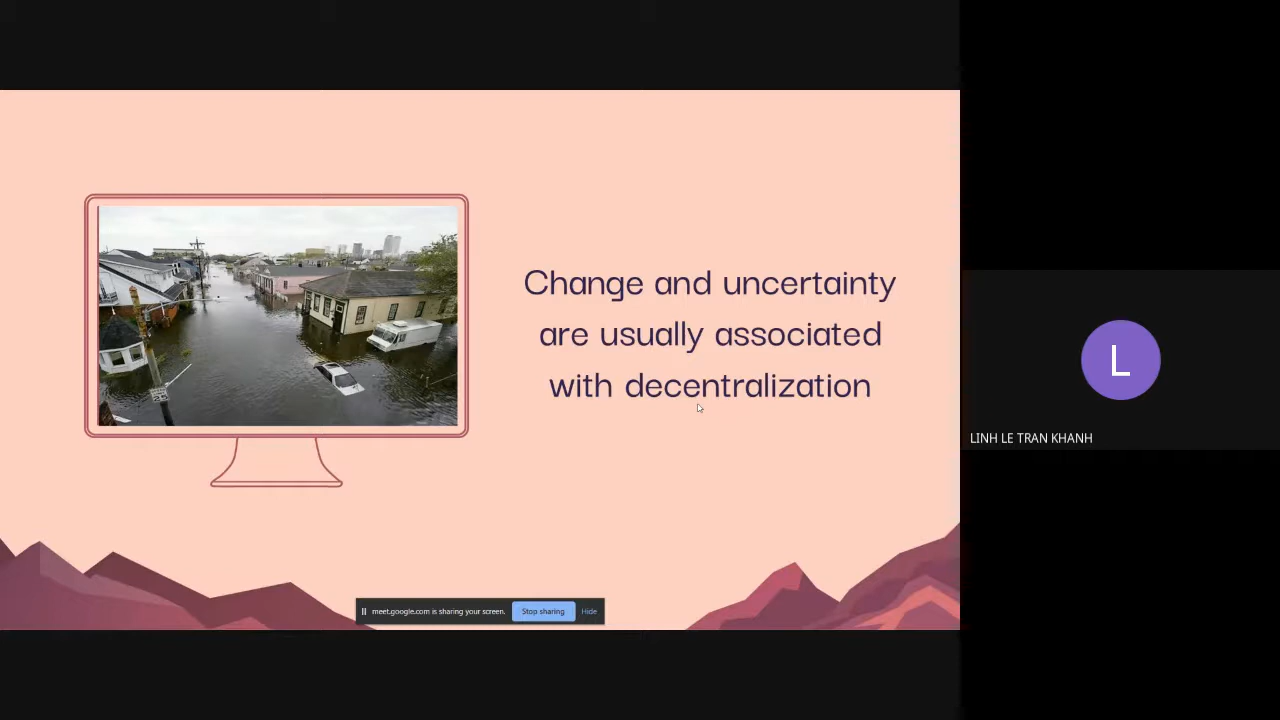 Change and uncertainty
are usually associated
with decentralization
L
LINH LE TRAN KHANH
meet.google.com is sharing your screen.
Stop sharing
Hide